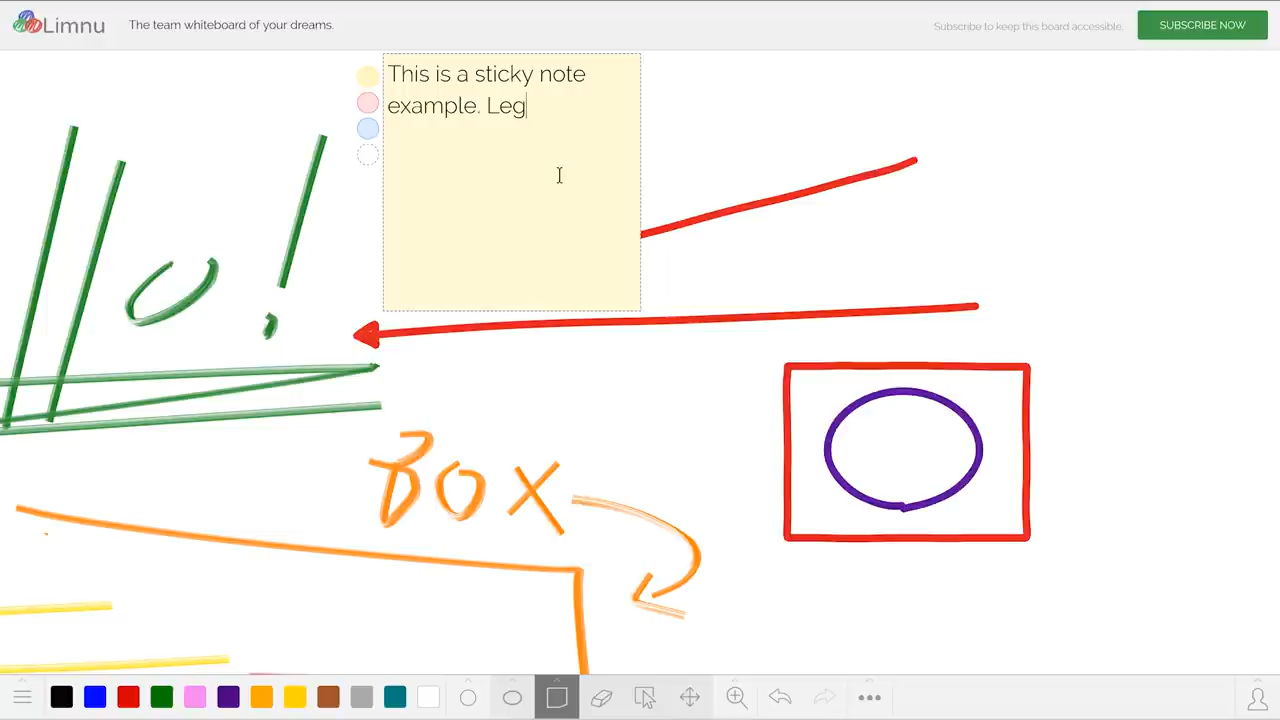 Limnu
The team whiteboard of your dreams.
Subscribe to keep this board accessible.
SUBSCRIBE NOW
This is a sticky note
example. Leg
llo!
BOX